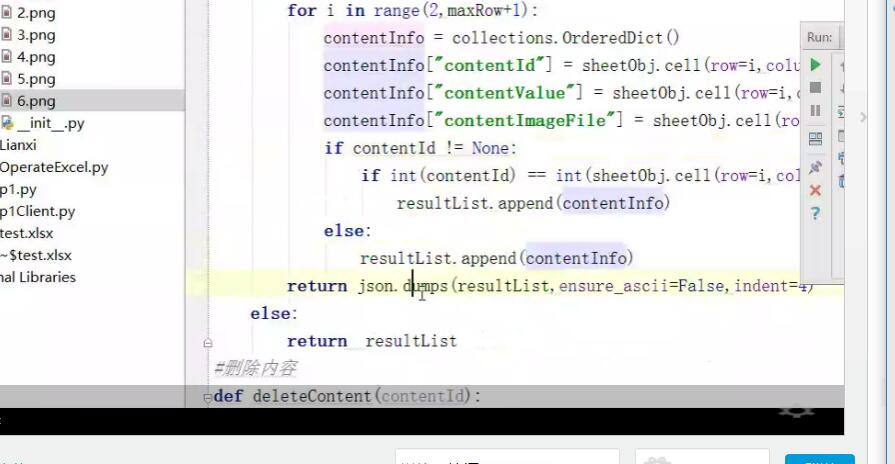 2.png
3.png
4.png
5.png
6.png
__init__.py
Lianxi
OperateExcel.py
p1.py
p1Client.py
test.xlsx
~$test.xlsx
nal Libraries
for i in range(2,maxRow+1):
contentInfo = collections.OrderedDict()
contentInfo["contentId"] = sheetObj.cell(row=i,colu
contentInfo["contentValue"] = sheetObj.cell(row=i,c
contentInfo["contentImageFile"] = sheetObj.cell(ro
if contentId != None:
if int(contentId) == int(sheetObj.cell(row=i,col
resultList.append(contentInfo)
else:
resultList.append(contentInfo)
return json.dumps(resultList,ensure_ascii=False,indent=4)
else:
return resultList
#删除内容
def deleteContent(contentId):
Run: